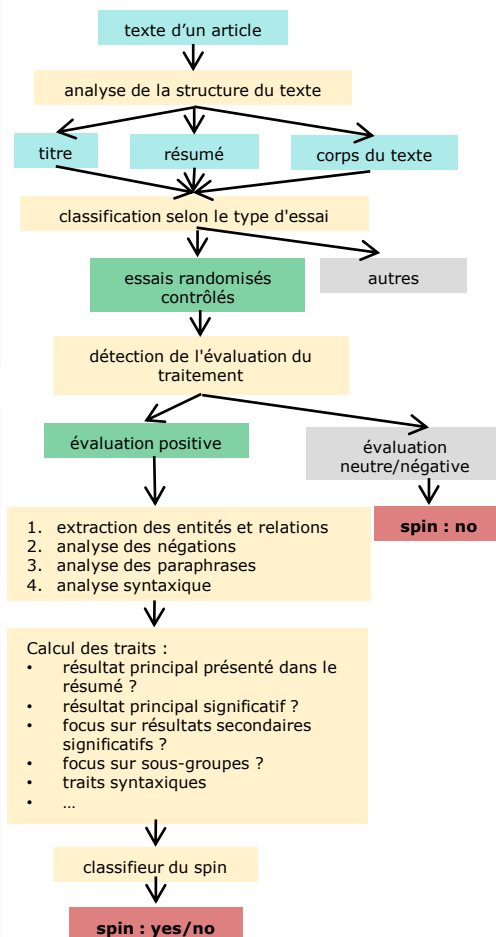 texte d'un article
analyse de la structure du texte
titre
résumé
corps du texte
classification selon le type d'essai
essais randomisés
contrôlés
autres
détection de l'évaluation du
traitement
évaluation positive
évaluation
neutre/négative
spin : no
1. extraction des entités et relations
2. analyse des négations
3. analyse des paraphrases
4. analyse syntaxique
Calcul des traits :
• résultat principal présenté dans le
résumé ?
• résultat principal significatif ?
• focus sur résultats secondaires
significatifs ?
• focus sur sous-groupes ?
• traits syntaxiques
• …
classifieur du spin
spin : yes/no